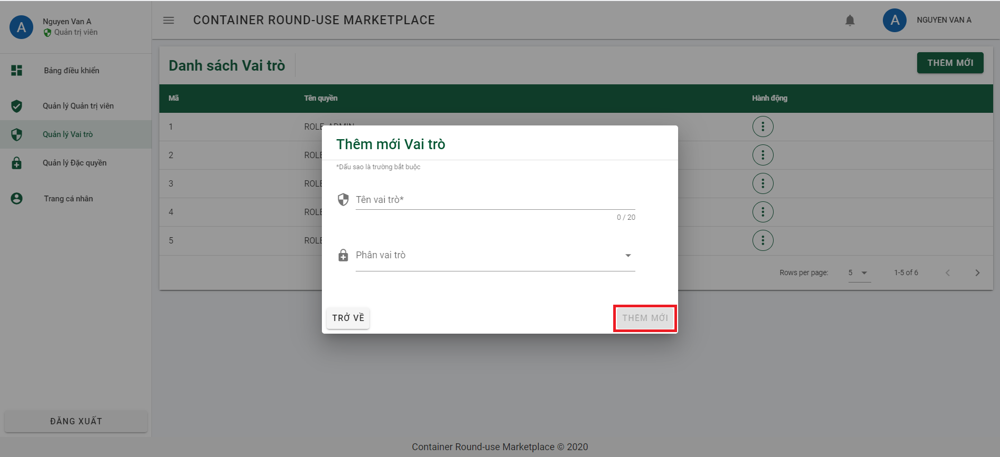 A
Nguyen Van A
Quản trị viên
CONTAINER ROUND-USE MARKETPLACE
A
NGUYEN VAN A
Bảng điều khiển
Quản lý Quản trị viên
Quản lý Vai trò
Quản lý Đặc quyền
Trang cá nhân
ĐĂNG XUẤT
Danh sách Vai trò
THÊM MỚI
Mã Tên quyền Hành động
1 ROLE_ADMIN
2 ROLE
3 ROLE
4 ROLE
5 ROLE
Rows per page: 5 1-5 of 6
Thêm mới Vai trò
*Dấu sao là trường bắt buộc
Tên vai trò*
0 / 20
Phân vai trò
TRỞ VỀ
THÊM MỚI
Container Round-use Marketplace © 2020